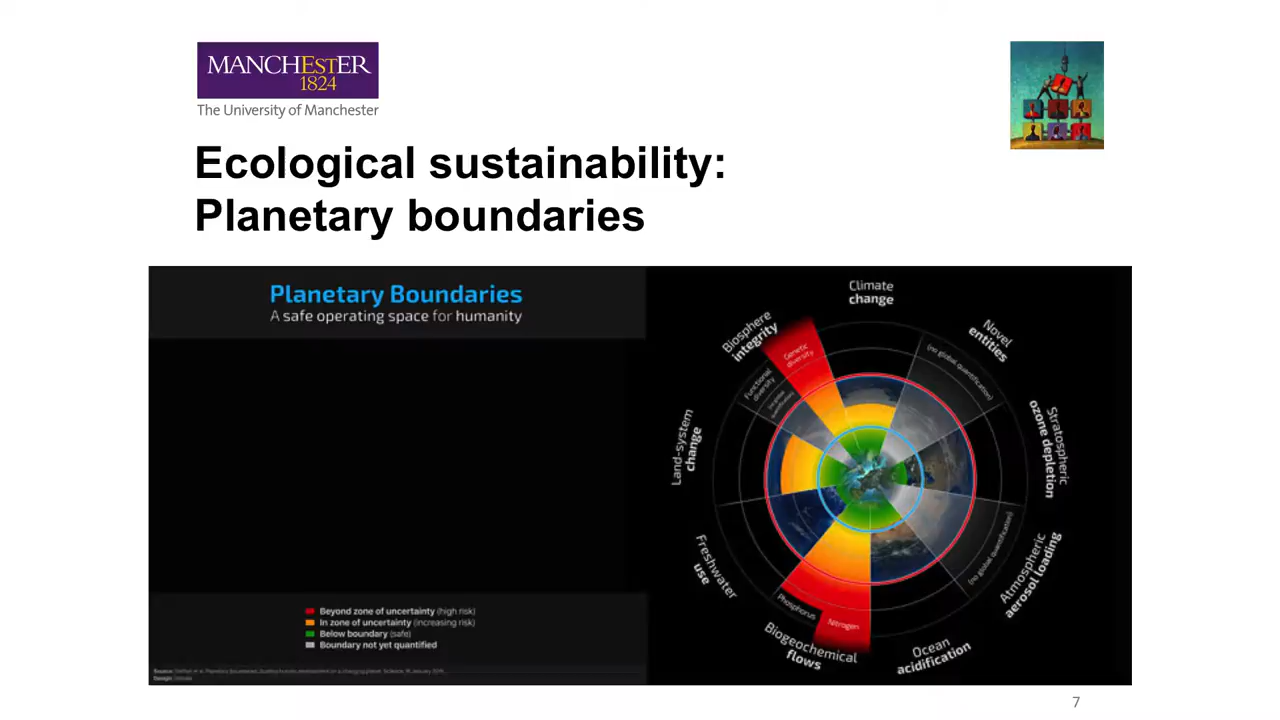 MANCHESTER
1824
The University of Manchester
Ecological sustainability:
Planetary boundaries
Planetary Boundaries
A safe operating space for humanity
Climate
change
Biosphere
integrity
Genetic
diversity
Functional
diversity
Novel
entities
(no global quantification)
Stratospheric
ozone depletion
Land-system
change
Freshwater
use
Phosphorus
Nitrogen
Biogeochemical
flows
Ocean
acidification
Atmospheric
aerosol loading
(no global quantification)
Beyond zone of uncertainty (high risk)
In zone of uncertainty (increasing risk)
Below boundary (safe)
Boundary not yet quantified
7